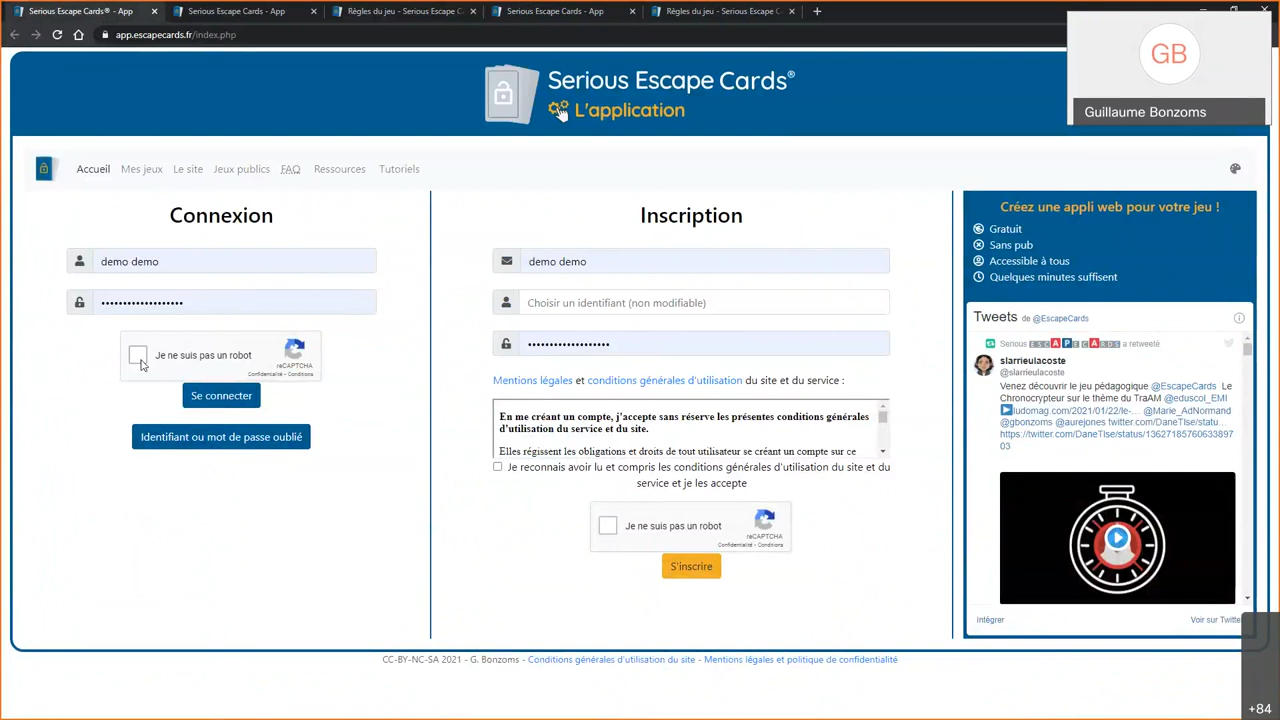 Serious Escape Cards® - App
Serious Escape Cards - App
Règles du jeu - Serious Escape C
Serious Escape Cards - App
Règles du jeu - Serious Escape C
app.escapecards.fr/index.php
GB
Guillaume Bonzoms
Serious Escape Cards®
L'application
Accueil Mes jeux Le site Jeux publics FAQ Ressources Tutoriels
Connexion
demo demo
Je ne suis pas un robot
reCAPTCHA
Confidentialité - Conditions
Se connecter
Identifiant ou mot de passe oublié
Inscription
demo demo
Choisir un identifiant (non modifiable)
Mentions légales et conditions générales d'utilisation du site et du service :
En me créant un compte, j'accepte sans réserve les présentes conditions générales
d'utilisation du service et du site.
Elles régissent les obligations et droits de tout utilisateur se créant un compte sur ce
Je reconnais avoir lu et compris les conditions générales d'utilisation du site et du
service et je les accepte
Je ne suis pas un robot
reCAPTCHA
Confidentialité - Conditions
S'inscrire
Créez une appli web pour votre jeu !
Gratuit
Sans pub
Accessible à tous
Quelques minutes suffisent
Tweets de @EscapeCards
Serious ESCAPECARDS a retweeté
slarrieulacoste
@slarrieulacoste
Venez découvrir le jeu pédagogique @EscapeCards Le
Chronocrypteur sur le thème du TraAM @eduscol_EMI
ludomag.com/2021/01/22/le-… @Marie_AdNormand
@gbonzoms @aurejones twitter.com/DaneTlse/statu…
https://twitter.com/DaneTlse/status/13627185760633897
03
Intégrer
Voir sur Twitte
CC-BY-NC-SA 2021 - G. Bonzoms - Conditions générales d'utilisation du site - Mentions légales et politique de confidentialité
+84